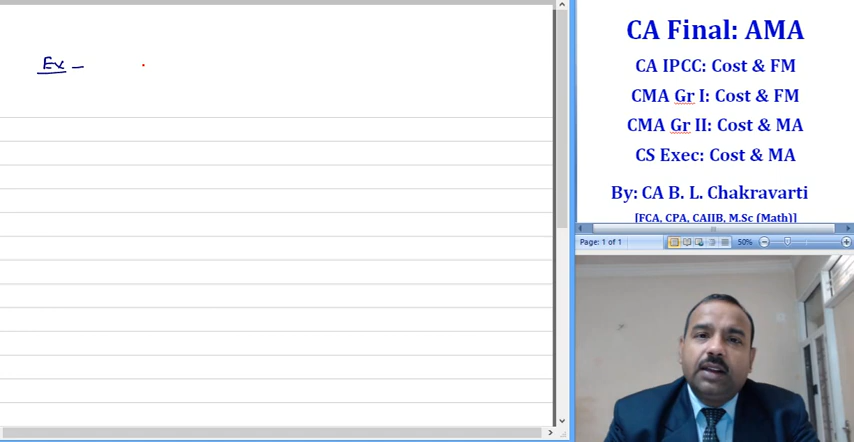 Ex –
CA Final: AMA
CA IPCC: Cost & FM
CMA Gr I: Cost & FM
CMA Gr II: Cost & MA
CS Exec: Cost & MA
By: CA B. L. Chakravarti
[FCA, CPA, CAIIB, M.Sc (Math)]
Page: 1 of 1
50%